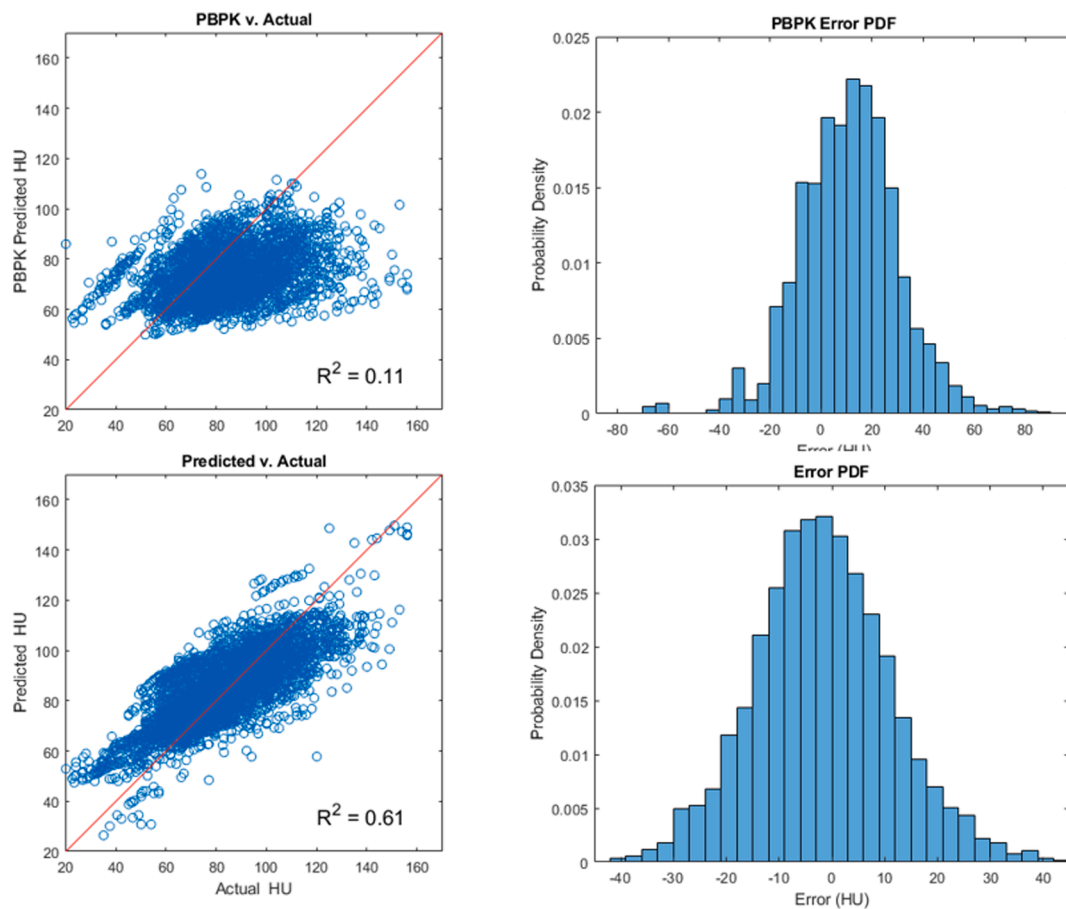 PBPK v. Actual
PBPK Predicted HU
160
140
120
100
80
60
40
20
20 40 60 80 100 120 140 160
R² = 0.11
PBPK Error PDF
Probability Density
0.025
0.02
0.015
0.01
0.005
0
-80 -60 -40 -20 0 20 40 60 80
Error (HU)
Predicted v. Actual
Predicted HU
160
140
120
100
80
60
40
20
20 40 60 80 100 120 140 160
Actual HU
R² = 0.61
Error PDF
Probability Density
0.035
0.03
0.025
0.02
0.015
0.01
0.005
0
-40 -30 -20 -10 0 10 20 30 40
Error (HU)